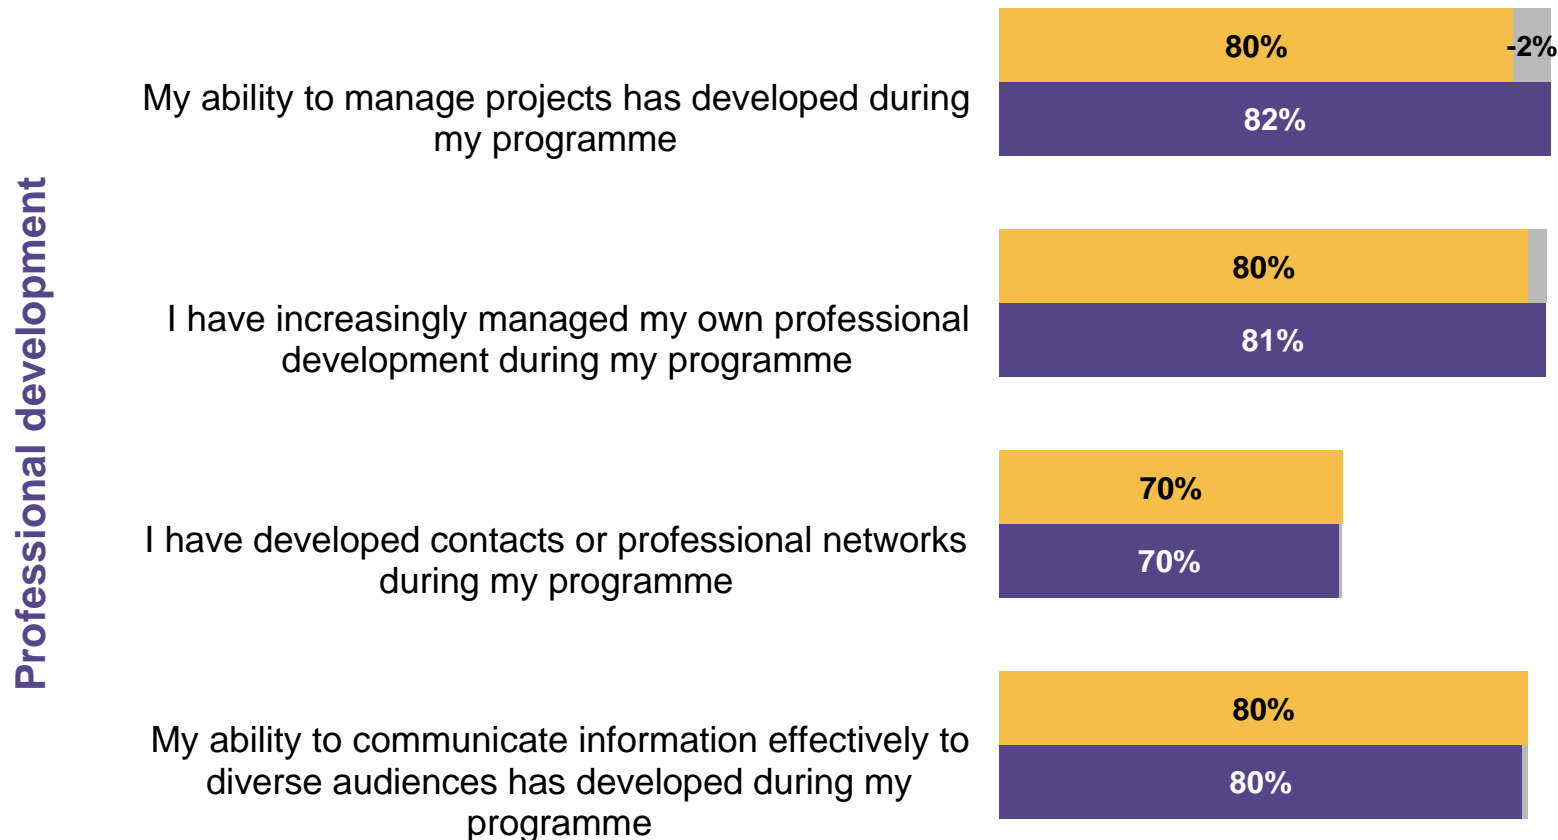 Professional development
My ability to manage projects has developed during
my programme
80%
-2%
82%
I have increasingly managed my own professional
development during my programme
80%
81%
I have developed contacts or professional networks
during my programme
70%
70%
My ability to communicate information effectively to
diverse audiences has developed during my
programme
80%
80%